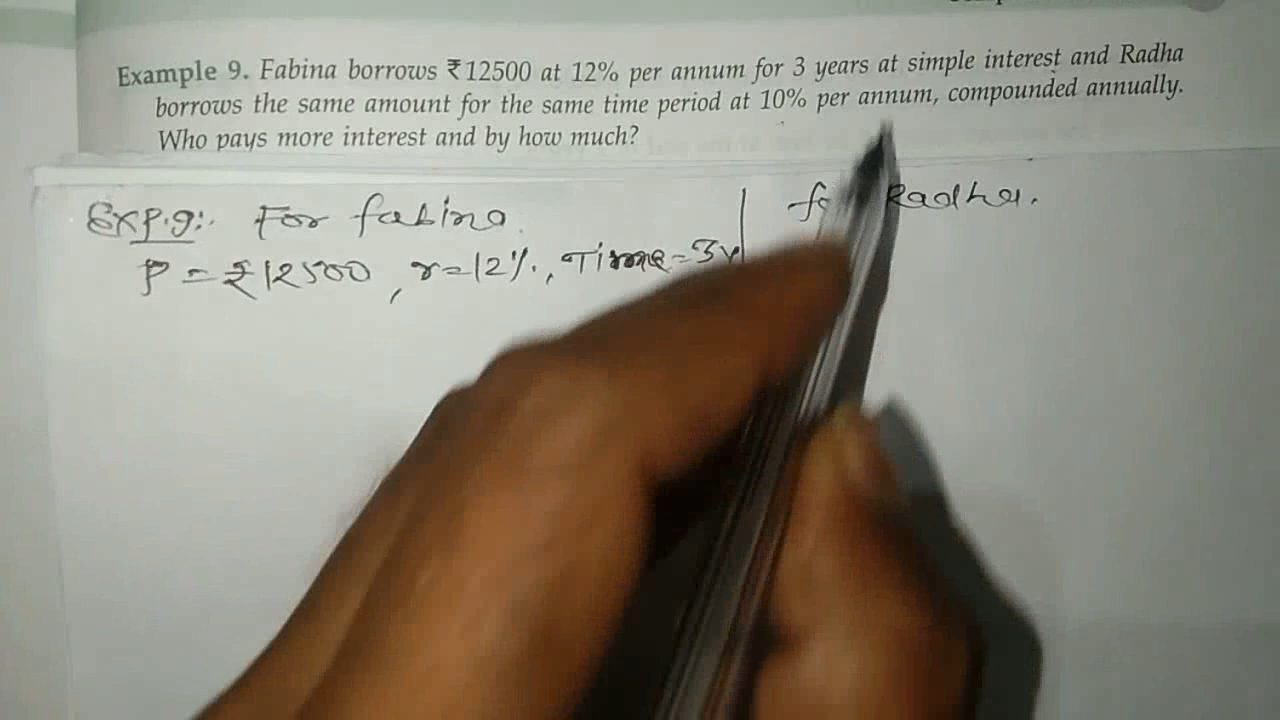 Example 9. Fabina borrows ₹12500 at 12% per annum for 3 years at simple interest and Radha
borrows the same amount for the same time period at 10% per annum, compounded annually.
Who pays more interest and by how much?
Exp.9:. For fabina.
for Radha.
P = ₹12500, r=12%., Time=3y